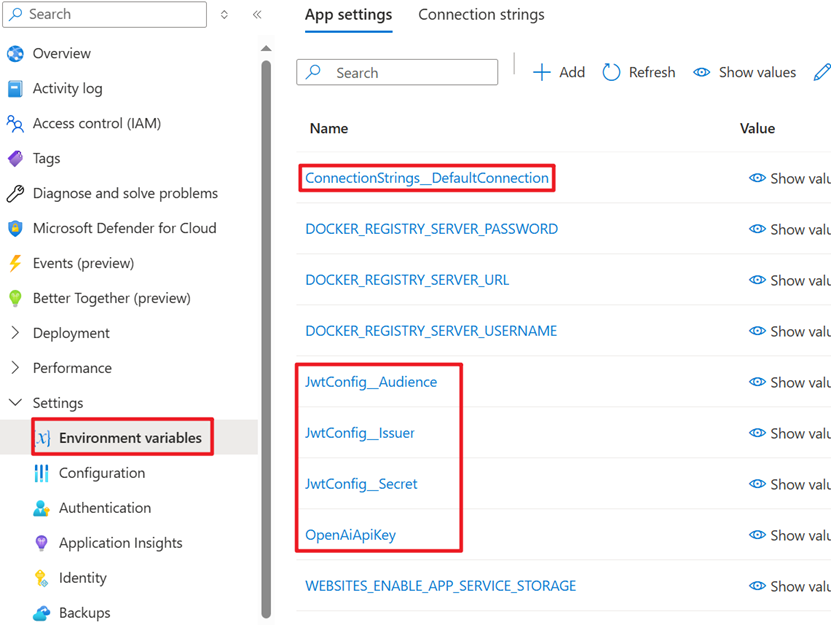 Search
Overview
Activity log
Access control (IAM)
Tags
Diagnose and solve problems
Microsoft Defender for Cloud
Events (preview)
Better Together (preview)
Deployment
Performance
Settings
Environment variables
Configuration
Authentication
Application Insights
Identity
Backups
App settings Connection strings
Search Add Refresh Show values
Name Value
ConnectionStrings__DefaultConnection Show valu
DOCKER_REGISTRY_SERVER_PASSWORD Show valu
DOCKER_REGISTRY_SERVER_URL Show valu
DOCKER_REGISTRY_SERVER_USERNAME Show valu
JwtConfig__Audience Show valu
JwtConfig__Issuer Show valu
JwtConfig__Secret Show valu
OpenAiApiKey Show valu
WEBSITES_ENABLE_APP_SERVICE_STORAGE Show valu